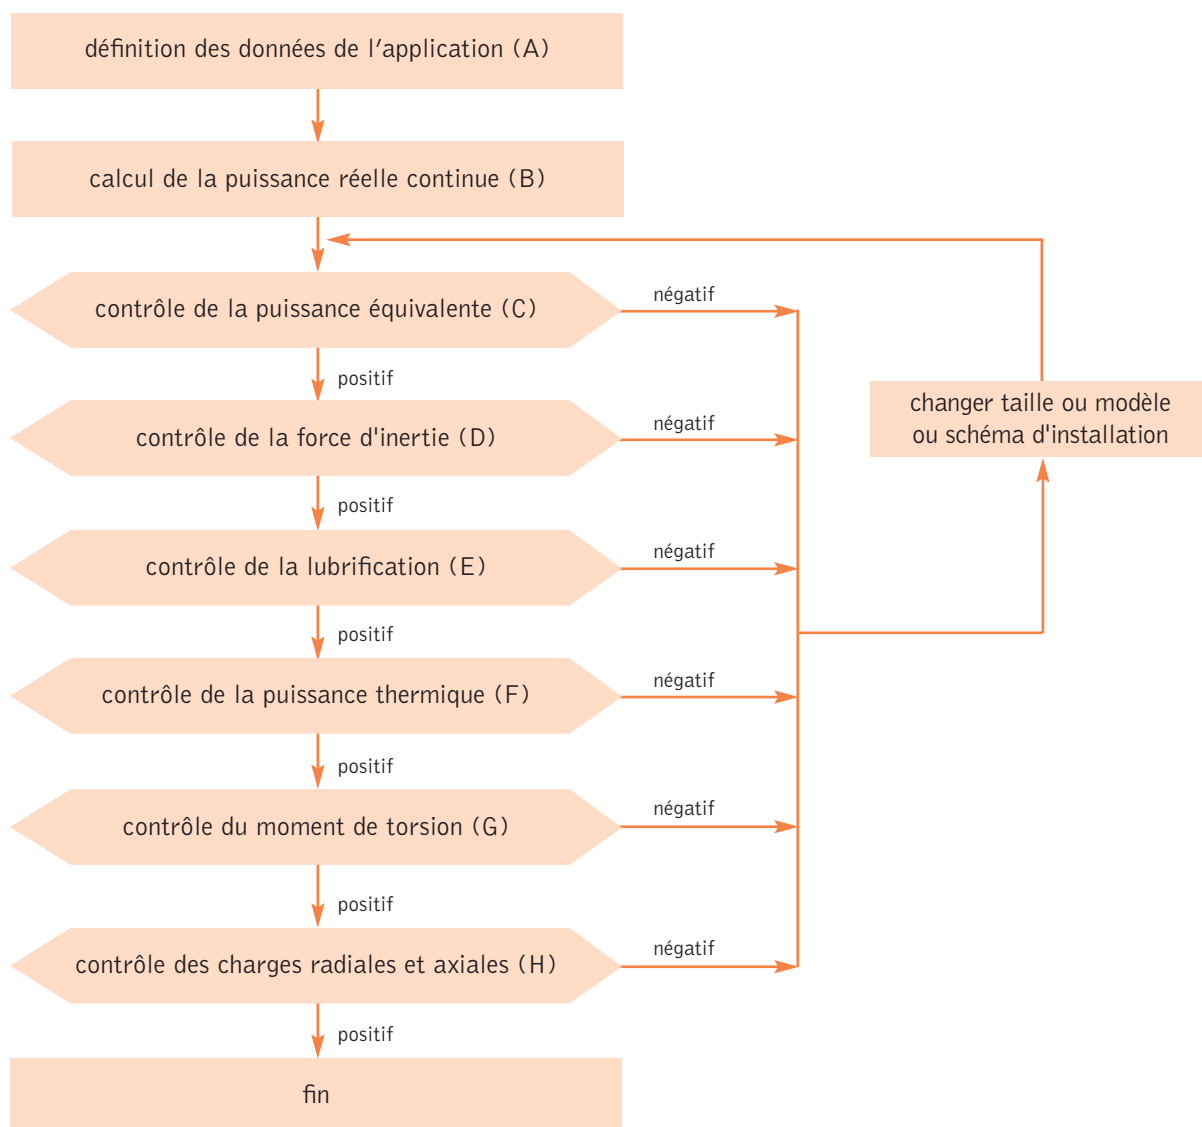 définition des données de l’application (A)
calcul de la puissance réelle continue (B)
contrôle de la puissance équivalente (C)
négatif
positif
changer taille ou modèle
ou schéma d'installation
contrôle de la force d'inertie (D)
négatif
positif
contrôle de la lubrification (E)
négatif
positif
contrôle de la puissance thermique (F)
négatif
positif
contrôle du moment de torsion (G)
négatif
positif
contrôle des charges radiales et axiales (H)
négatif
positif
fin